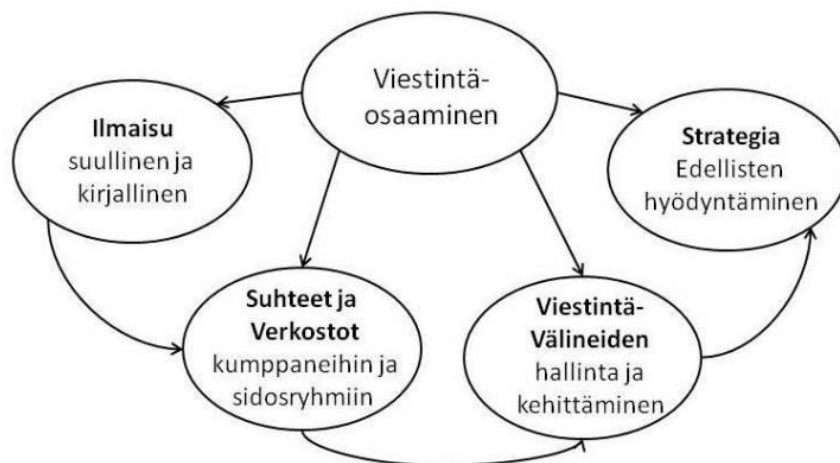 Viestintä-
osaaminen
Ilmaisu
suullinen ja
kirjallinen
Strategia
Edellisten
hyödyntäminen
Suhteet ja
Verkostot
kumppaneihin ja
sidosryhmiin
Viestintä-
Välineiden
hallinta ja
kehittäminen